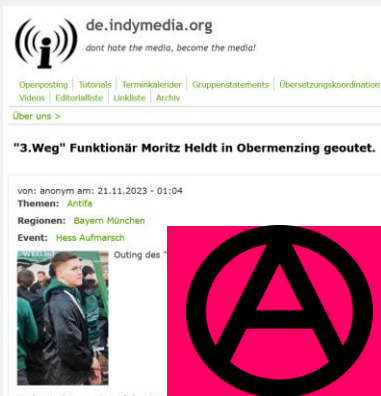 de.indymedia.org
dont hate the media, become the media!
Openposting Tutorials Terminkalender Gruppenstatements Übersetzungskoordination
Videos Editorialliste Linkliste Archiv
Über uns >
"3.Weg" Funktionär Moritz Heldt in Obermenzing geoutet.
von: anonym am: 21.11.2023 - 01:04
Themen: Antifa
Regionen: Bayern München
Event: Hess Aufmarsch
Outing des "